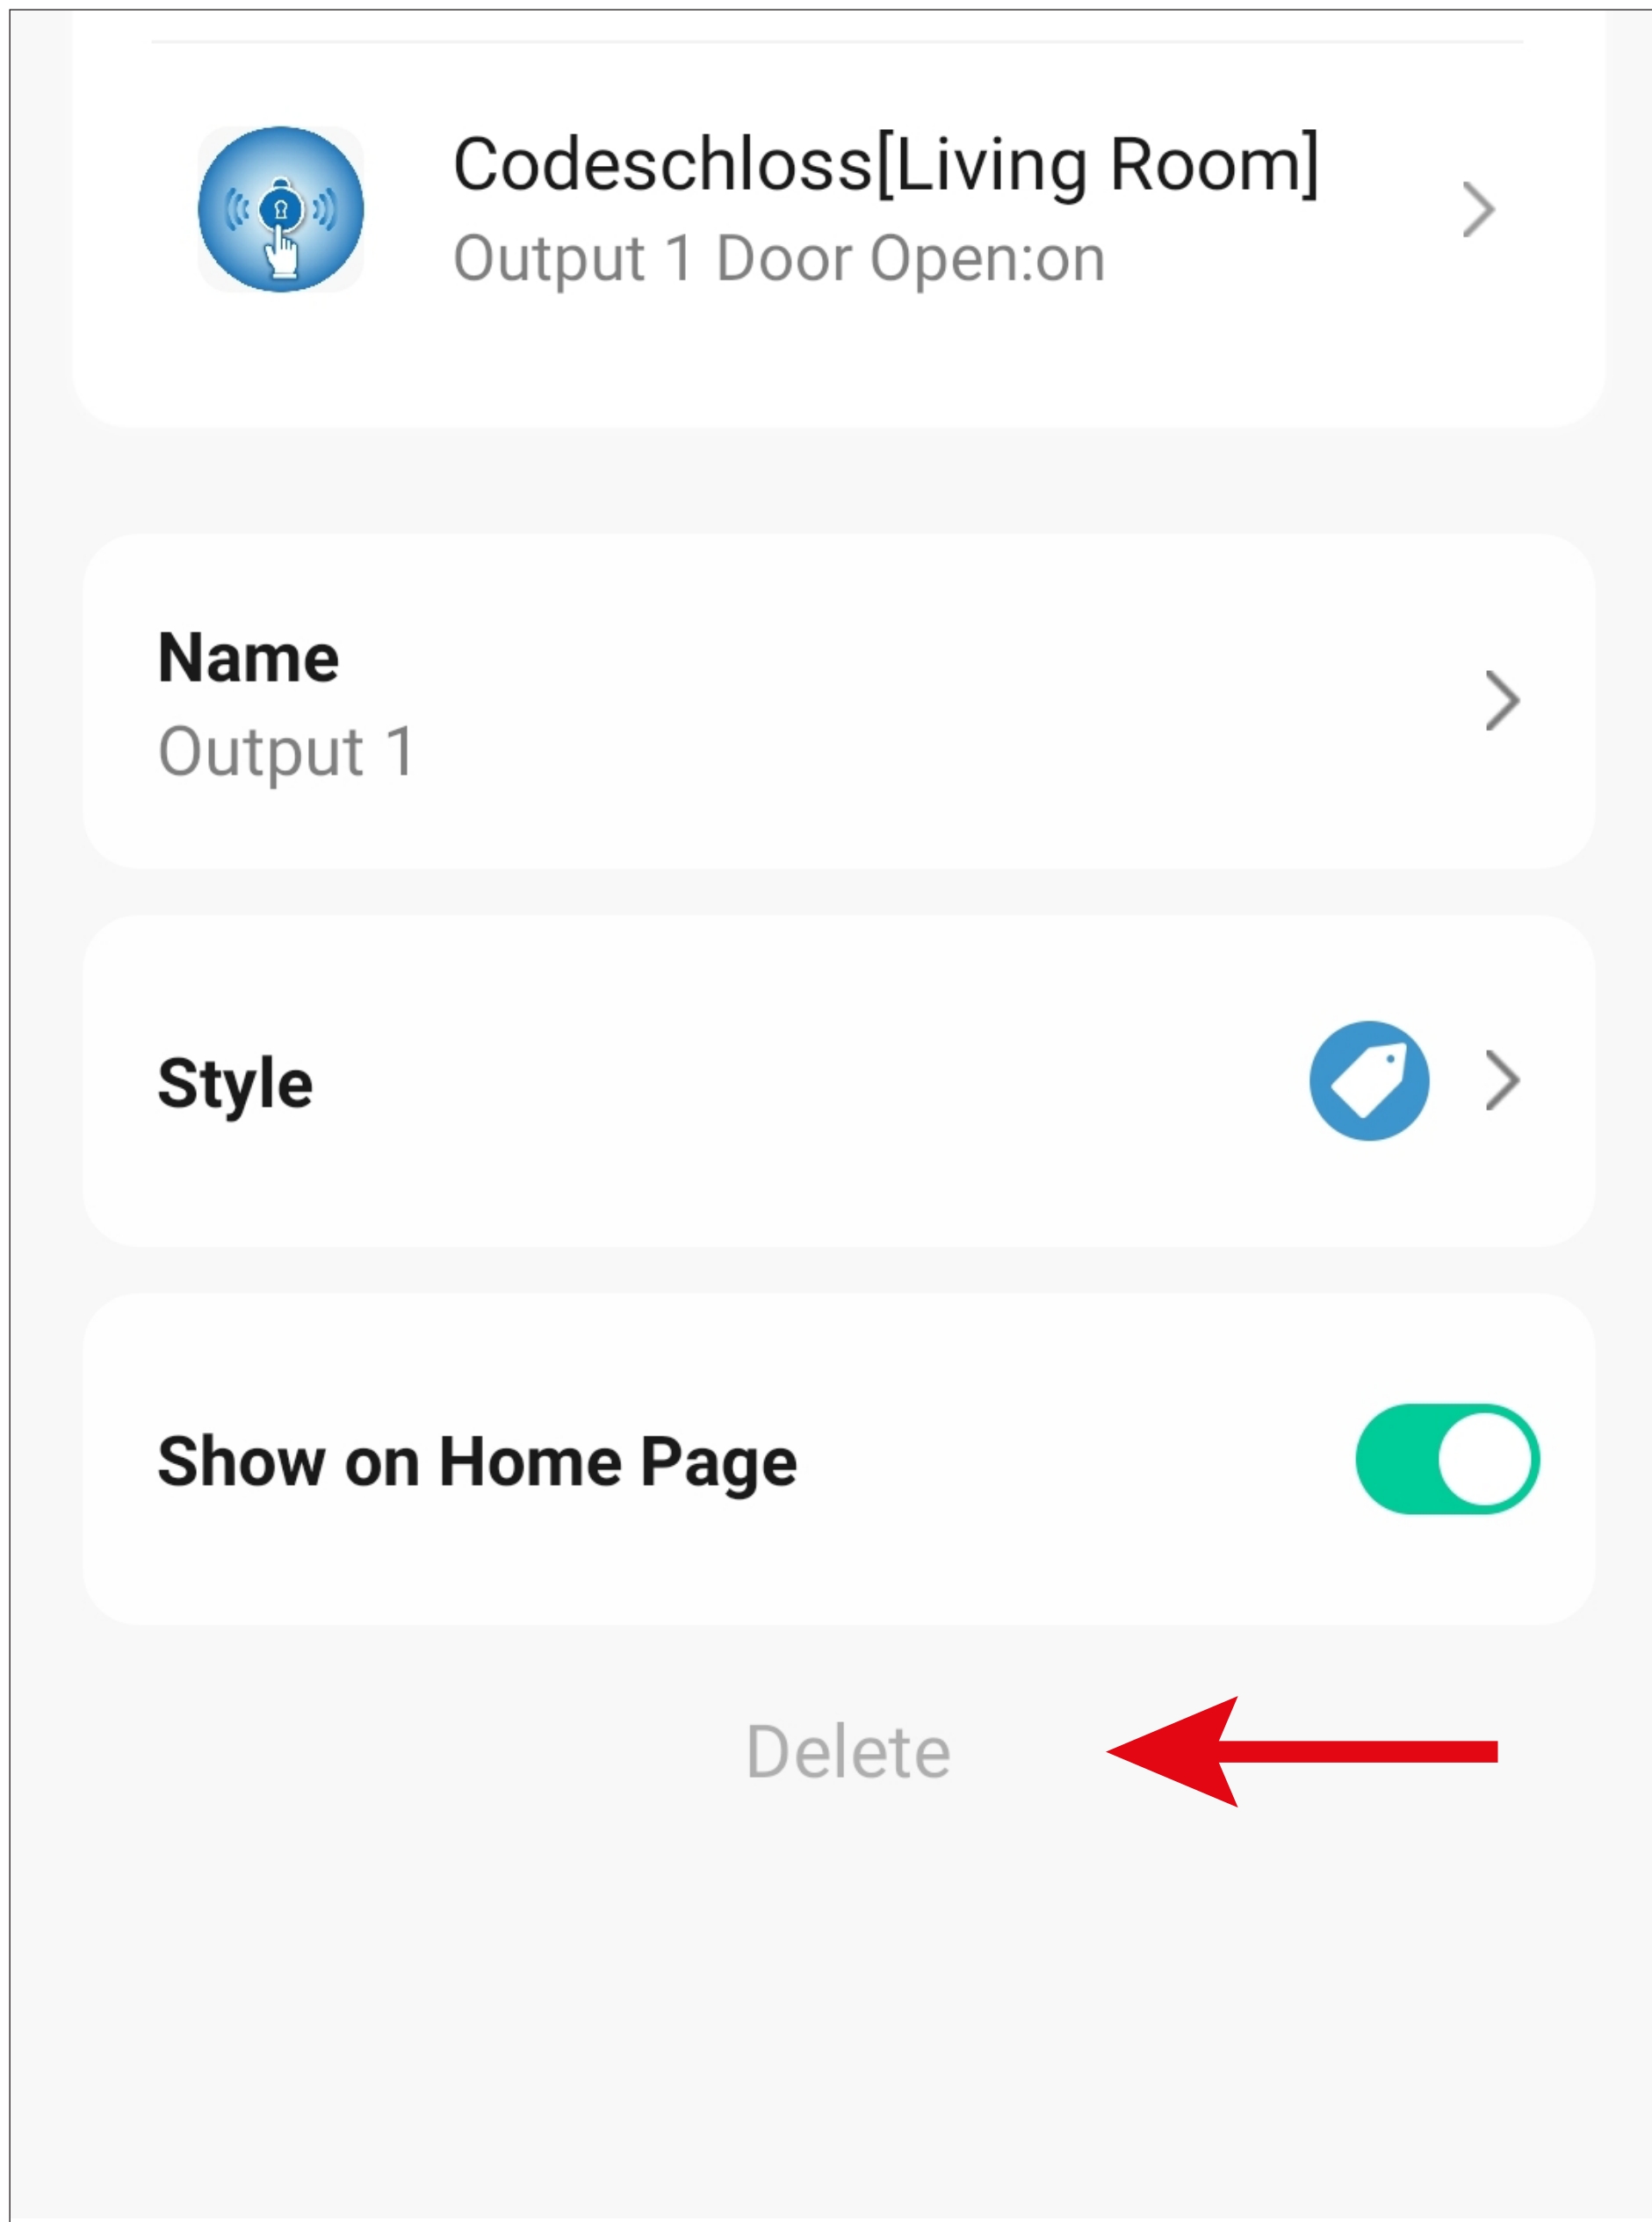 Codeschloss[Living Room]
Output 1 Door Open:on
Name
Output 1
Style
Show on Home Page
Delete